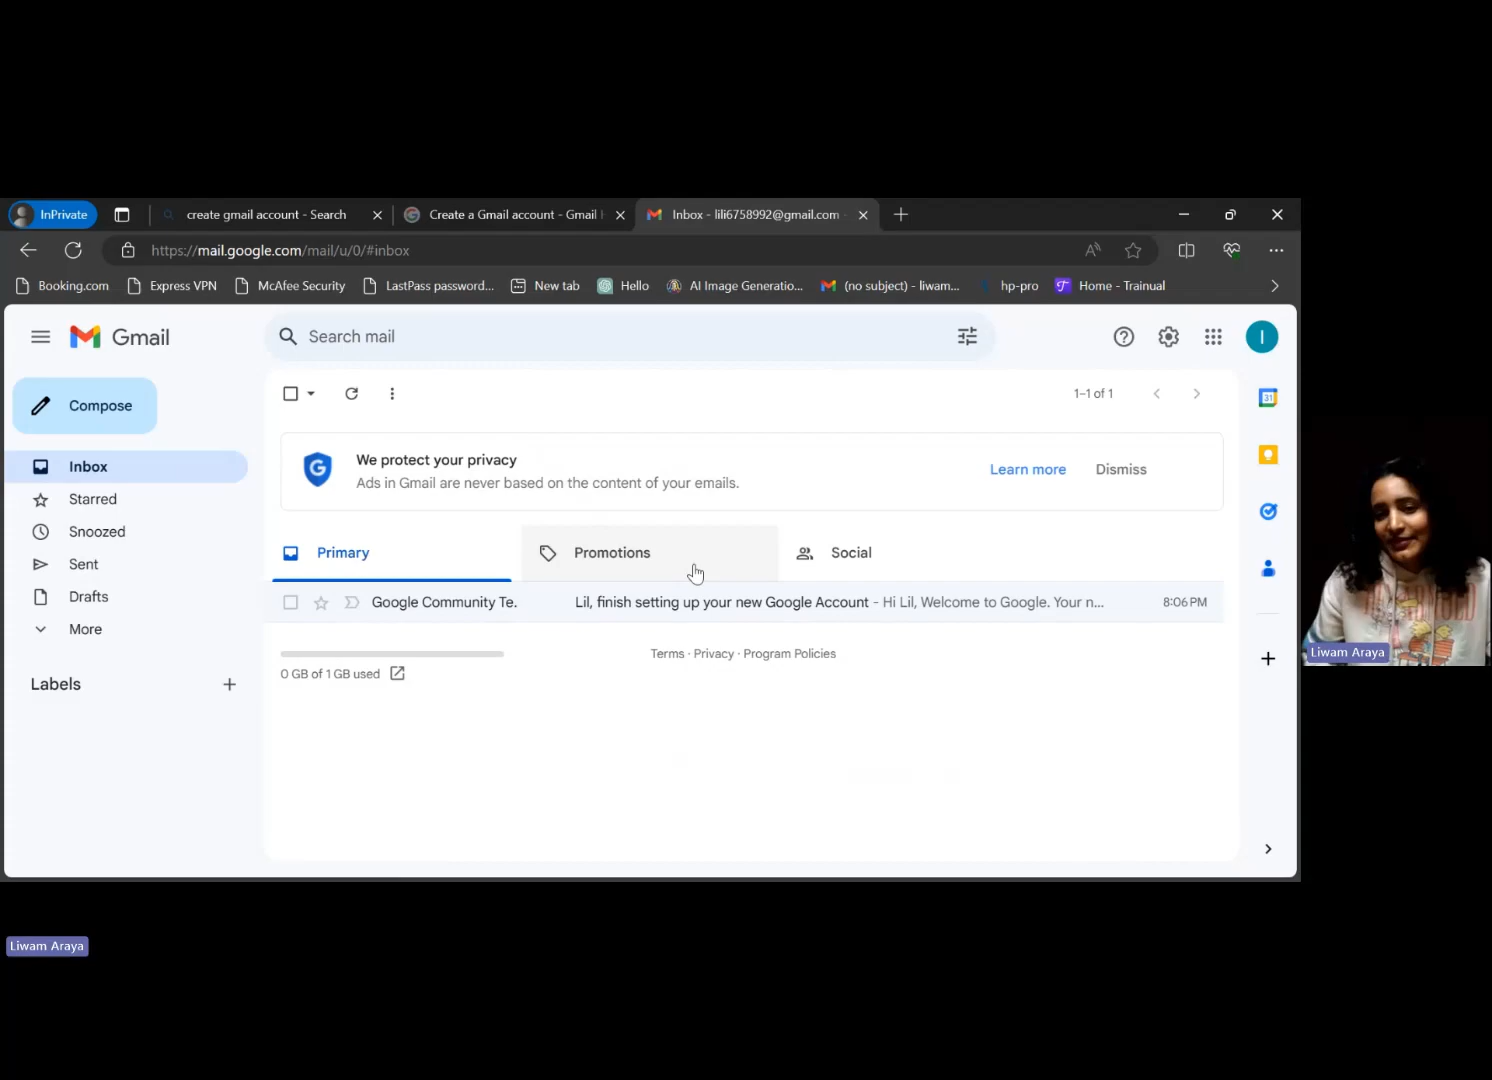 InPrivate
create gmail account - Search
Create a Gmail account - Gmail
Inbox - lili6758992@gmail.com -
https://mail.google.com/mail/u/0/#inbox
Booking.com
Express VPN
McAfee Security
LastPass password...
New tab
Hello
AI Image Generatio...
(no subject) - liwam...
hp-pro
Home - Trainual
Gmail
Search mail
I
Compose
1–1 of 1
31
We protect your privacy
Ads in Gmail are never based on the content of your emails.
Learn more
Dismiss
Inbox
Starred
Snoozed
Sent
Drafts
More
Labels
Primary
Promotions
Social
Google Community Te.
Lil, finish setting up your new Google Account - Hi Lil, Welcome to Google. Your n...
8:06 PM
Terms · Privacy · Program Policies
0 GB of 1 GB used
Liwam Araya
Liwam Araya